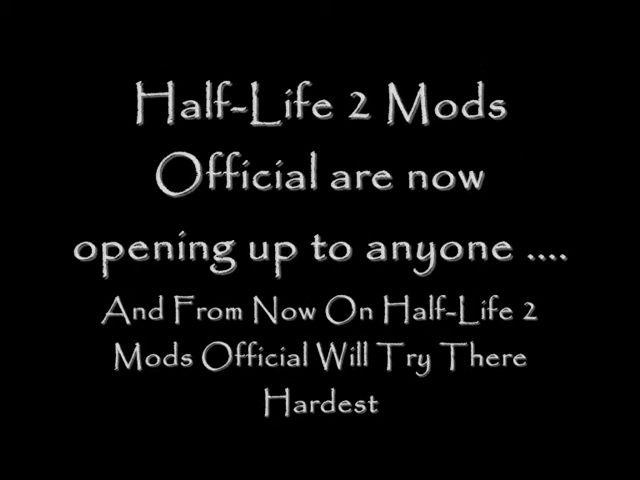 Half-Life 2 Mods
Official are now
opening up to anyone ....
And From Now On Half-Life 2
Mods Official Will Try There
Hardest